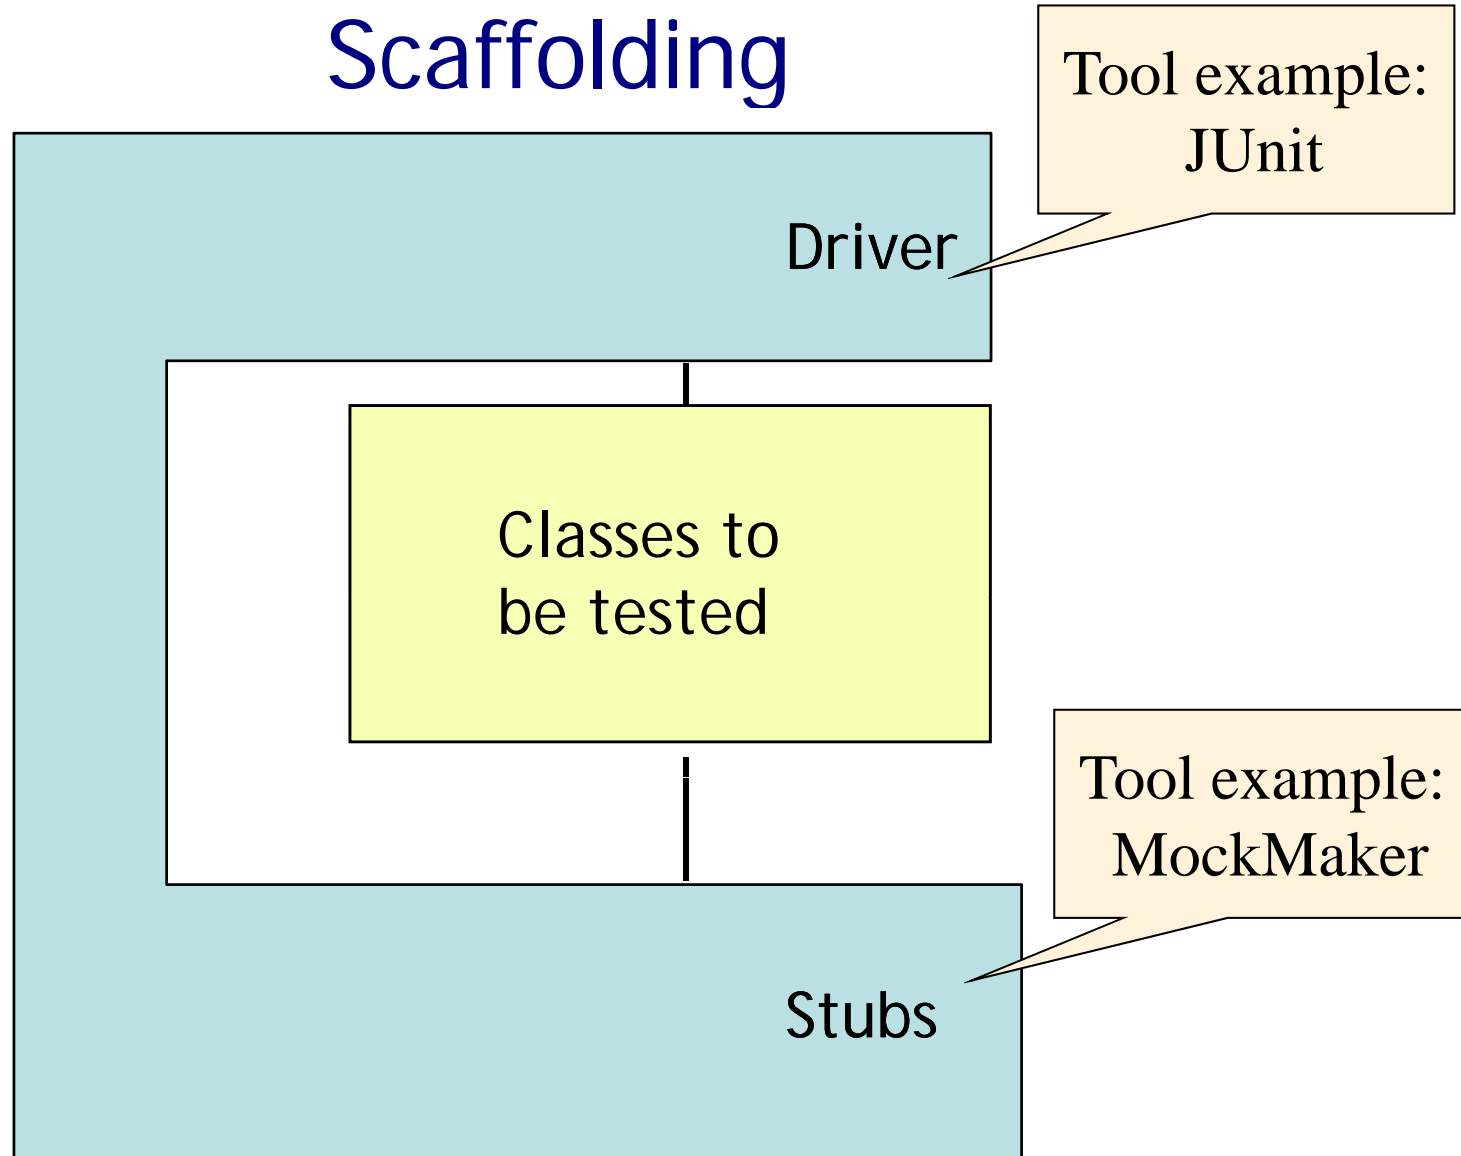 Scaffolding
Tool example:
JUnit
Driver
Classes to
be tested
Tool example:
MockMaker
Stubs